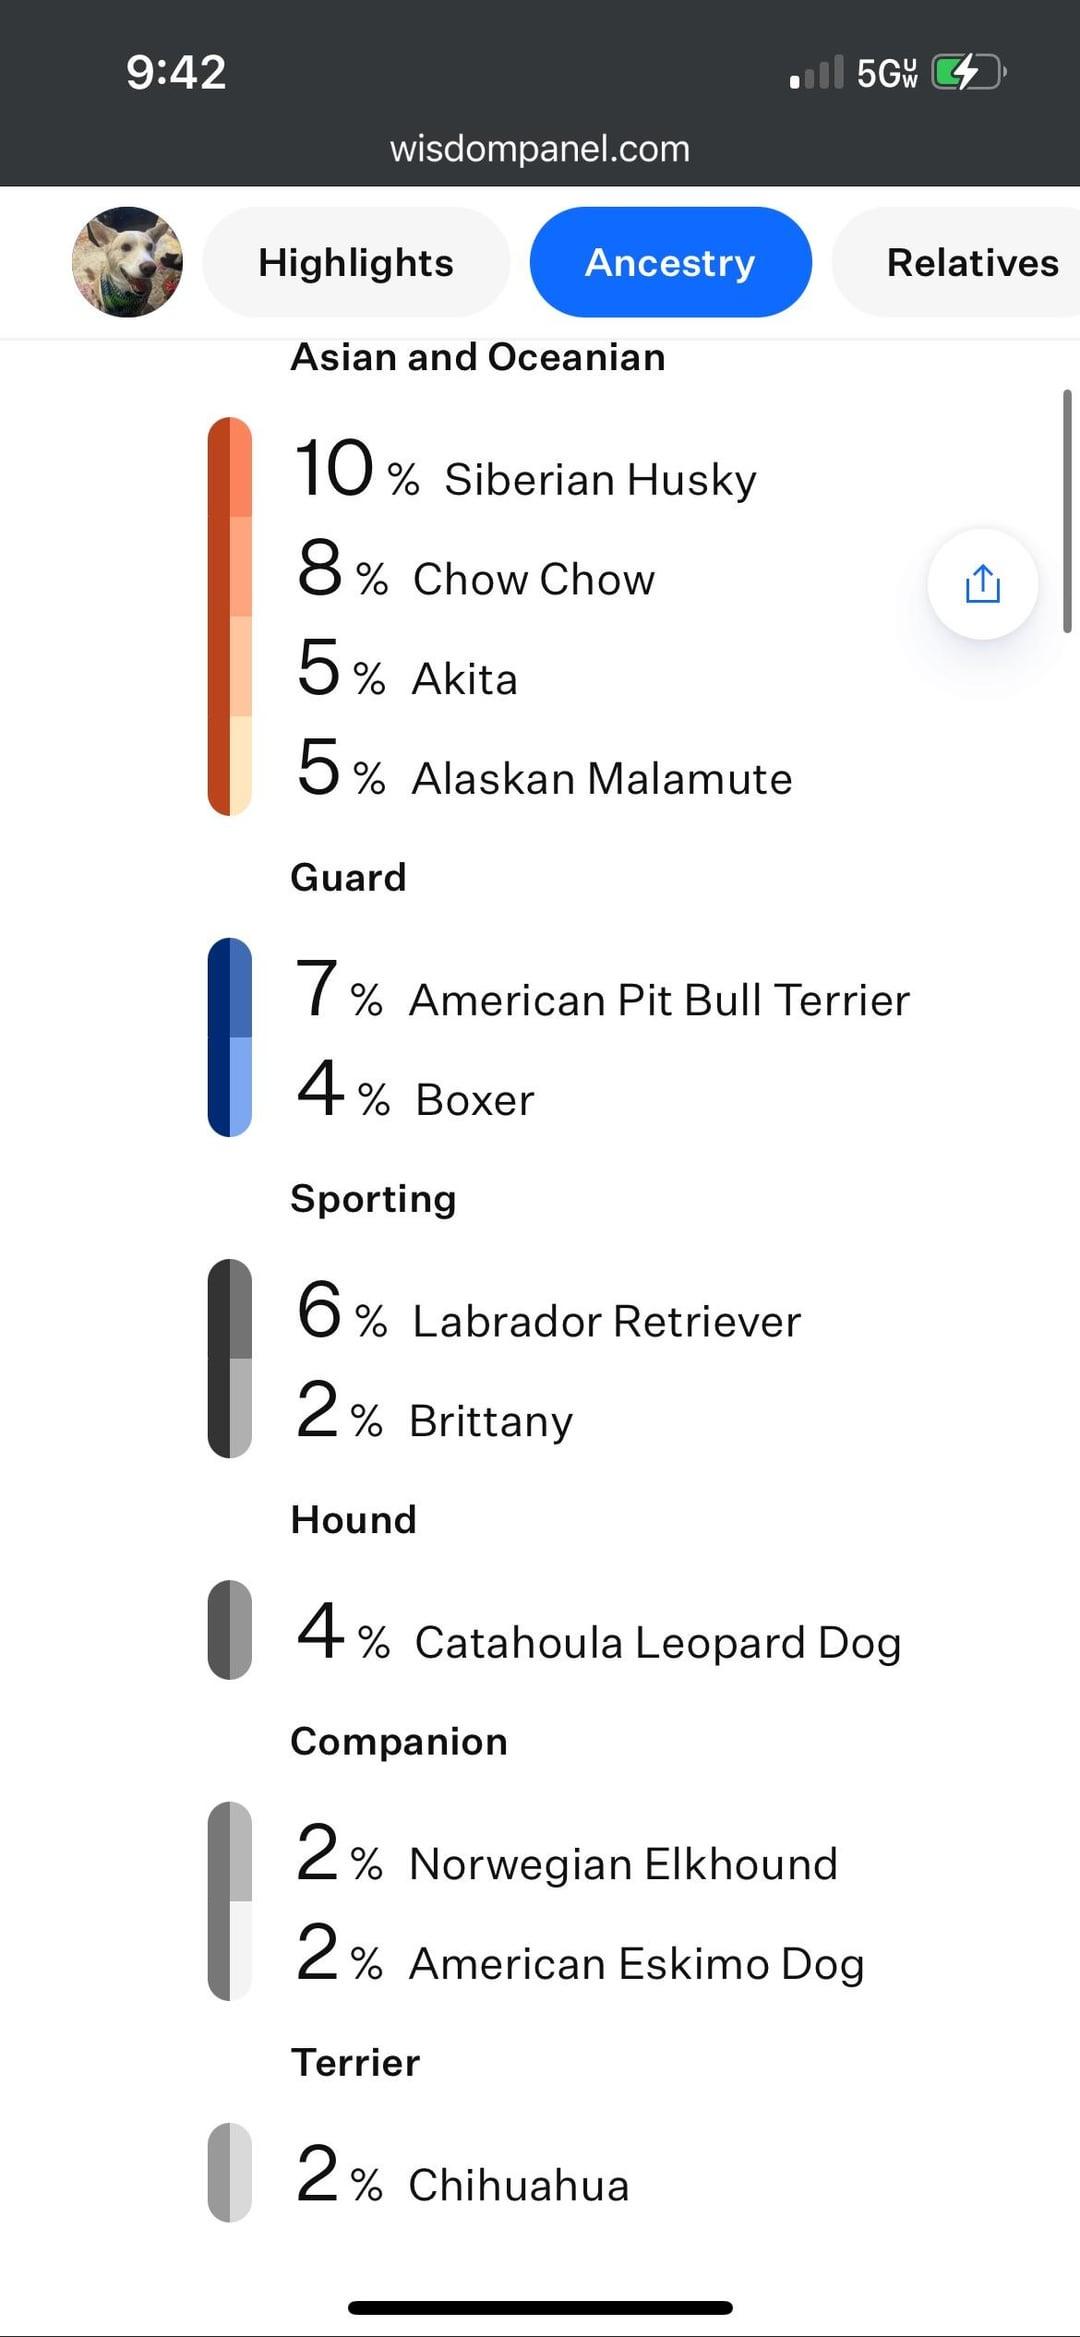 9:42
5G UW
wisdompanel.com
Highlights
Ancestry
Relatives
Asian and Oceanian
10 % Siberian Husky
8 % Chow Chow
5 % Akita
5 % Alaskan Malamute
Guard
7 % American Pit Bull Terrier
4 % Boxer
Sporting
6 % Labrador Retriever
2 % Brittany
Hound
4 % Catahoula Leopard Dog
Companion
2 % Norwegian Elkhound
2 % American Eskimo Dog
Terrier
2 % Chihuahua